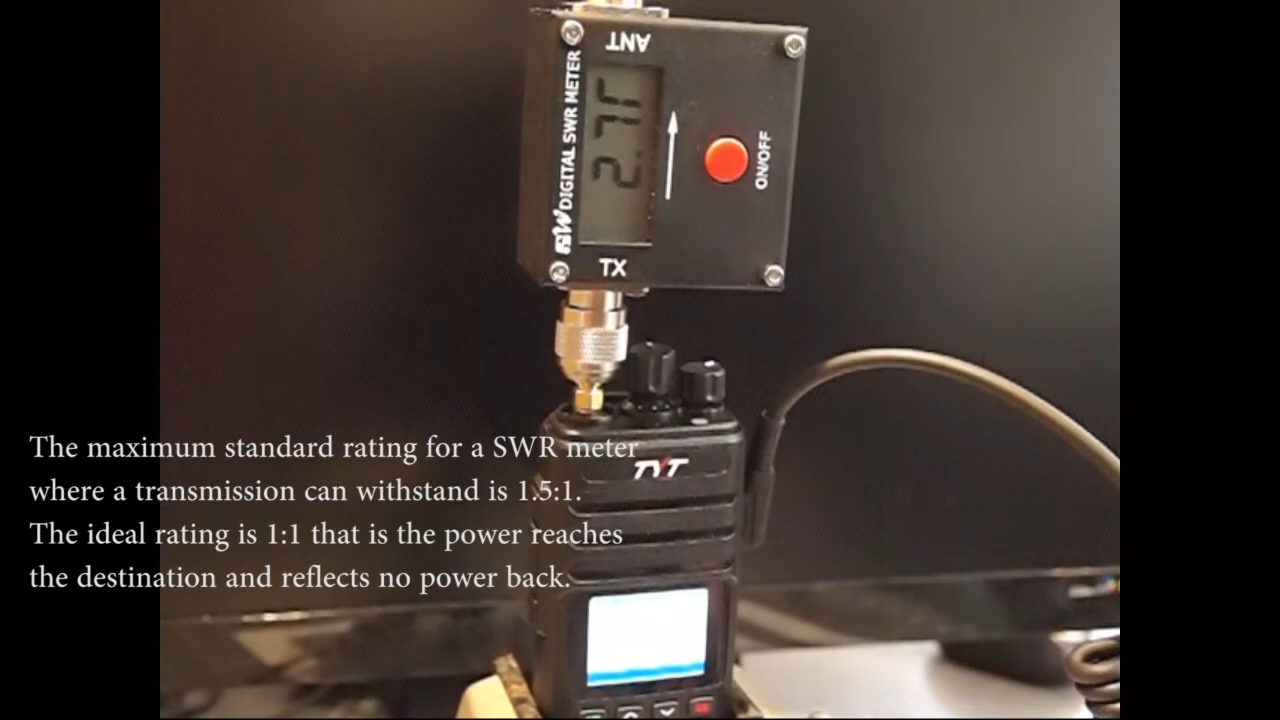 ANT
DIGITAL SWR METER
2.71
ON/OFF
TX
TYT
The maximum standard rating for a SWR meter
where a transmission can withstand is 1.5:1.
The ideal rating is 1:1 that is the power reaches
the destination and reflects no power back.